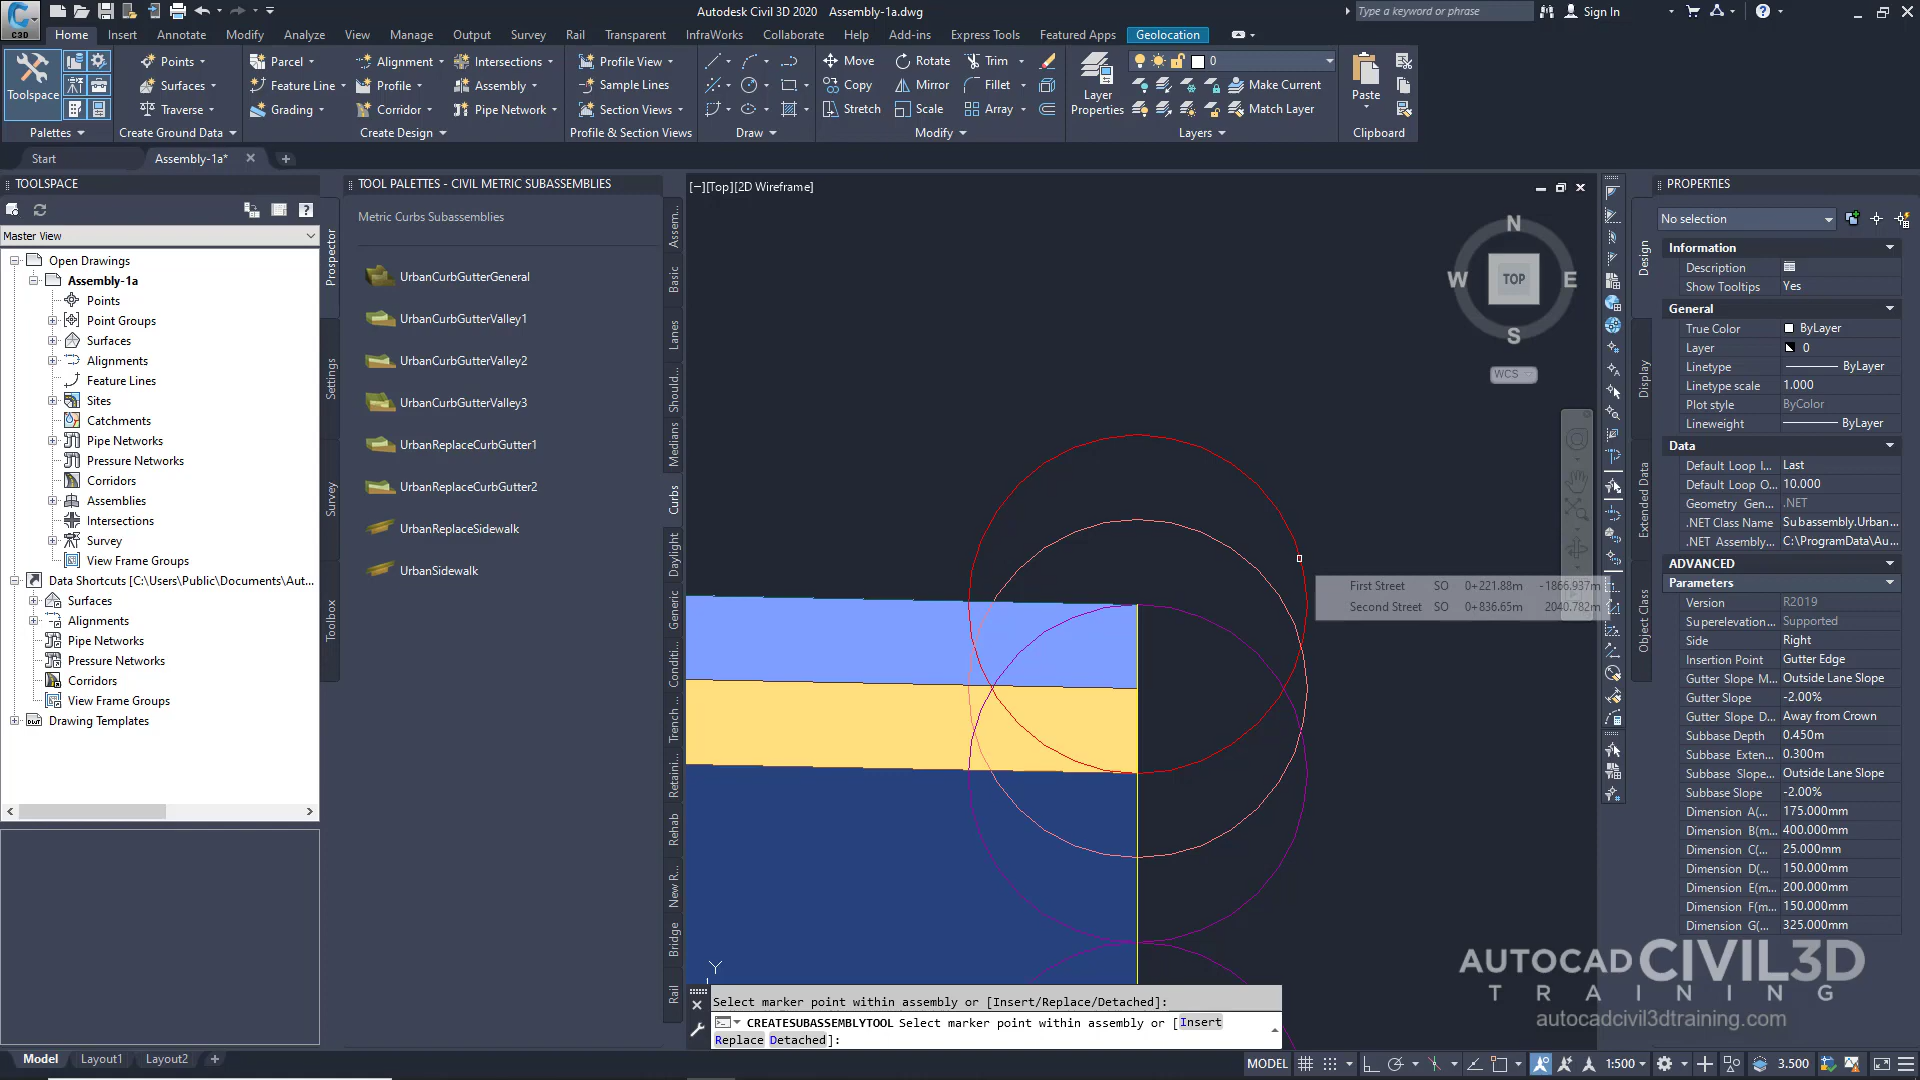 Autodesk Civil 3D 2020 Assembly-1a.dwg
Type a keyword or phrase
Sign In
C3D
Home Insert Annotate Modify Analyze View Manage Output Survey Rail Transparent InfraWorks Collaborate Help Add-ins Express Tools Featured Apps Geolocation
Points Parcel Alignment Intersections Profile View Move Rotate Trim 0
Toolspace Surfaces Feature Line Profile Assembly Sample Lines Copy Mirror Fillet Make Current
Traverse Grading Corridor Pipe Network Section Views Stretch Scale Array Layer Properties Match Layer Paste
Palettes Create Ground Data Create Design Profile & Section Views Draw Modify Layers Clipboard
Start Assembly-1a*
TOOLSPACE
Master View
Open Drawings
Assembly-1a
Points
Point Groups
Surfaces
Alignments
Feature Lines
Sites
Catchments
Pipe Networks
Pressure Networks
Corridors
Assemblies
Intersections
Survey
View Frame Groups
Data Shortcuts [C:\Users\Public\Documents\Aut...
Surfaces
Alignments
Pipe Networks
Pressure Networks
Corridors
View Frame Groups
Drawing Templates
Prospector
Settings
Survey
Toolbox
TOOL PALETTES - CIVIL METRIC SUBASSEMBLIES
Metric Curbs Subassemblies
UrbanCurbGutterGeneral
UrbanCurbGutterValley1
UrbanCurbGutterValley2
UrbanCurbGutterValley3
UrbanReplaceCurbGutter1
UrbanReplaceCurbGutter2
UrbanReplaceSidewalk
UrbanSidewalk
Assem...
Basic
Lanes
Should...
Medians
Curbs
Daylight
Generic
Conditi...
Trench ...
Retaini...
Rehab
New R...
Bridge
Rail
[−][Top][2D Wireframe]
N
W TOP E
S
WCS
First Street SO 0+221.88m -1866.937m
Second Street SO 0+836.65m 2040.782m
Y
Select marker point within assembly or [Insert/Replace/Detached]:
CREATESUBASSEMBLYTOOL Select marker point within assembly or [Insert
Replace Detached]:
PROPERTIES
No selection
Design
Display
Extended Data
Object Class
Information
Description
Show Tooltips Yes
General
True Color ByLayer
Layer 0
Linetype ByLayer
Linetype scale 1.000
Plot style ByColor
Lineweight ByLayer
Data
Default Loop I... Last
Default Loop O... 10.000
Geometry Gen... .NET
.NET Class Name Subassembly.Urban...
.NET Assembly... C:\ProgramData\Au...
ADVANCED
Parameters
Version R2019
Superelevation... Supported
Side Right
Insertion Point Gutter Edge
Gutter Slope M... Outside Lane Slope
Gutter Slope -2.00%
Gutter Slope D... Away from Crown
Subbase Depth 0.450m
Subbase Exten... 0.300m
Subbase Slope... Outside Lane Slope
Subbase Slope -2.00%
Dimension A(... 175.000mm
Dimension B(m... 400.000mm
Dimension C(... 25.000mm
Dimension D(... 150.000mm
Dimension E(m... 200.000mm
Dimension F(m... 150.000mm
Dimension G(... 325.000mm
AUTOCAD CIVIL3D
TRAINING
autocadcivil3dtraining.com
Model Layout1 Layout2
MODEL 1:500 3.500